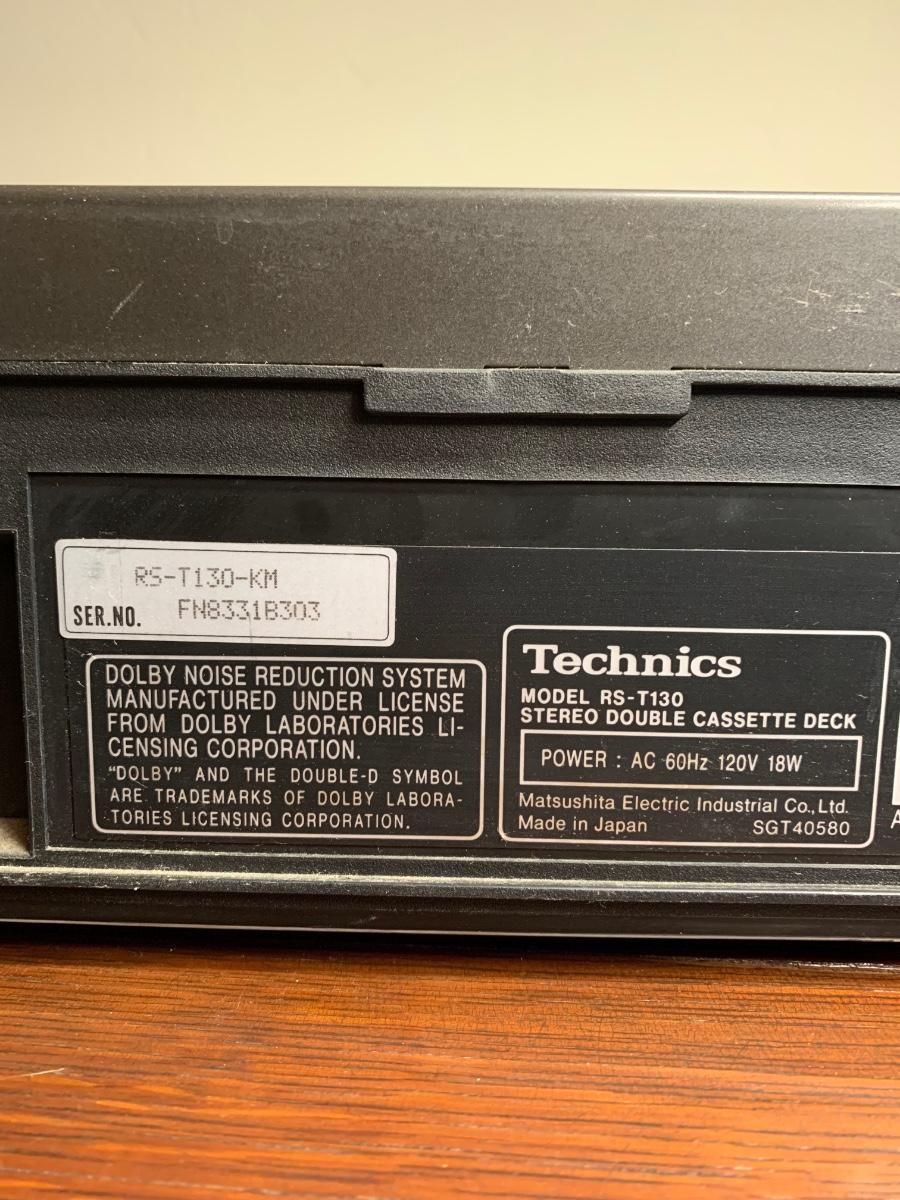 RS-T130-KM
SER.NO. FN8331B303
DOLBY NOISE REDUCTION SYSTEM
MANUFACTURED UNDER LICENSE
FROM DOLBY LABORATORIES LI-
CENSING CORPORATION.
"DOLBY" AND THE DOUBLE-D SYMBOL
ARE TRADEMARKS OF DOLBY LABORA-
TORIES LICENSING CORPORATION.
Technics
MODEL RS-T130
STEREO DOUBLE CASSETTE DECK
POWER : AC 60Hz 120V 18W
Matsushita Electric Industrial Co., Ltd.
Made in Japan SGT40580